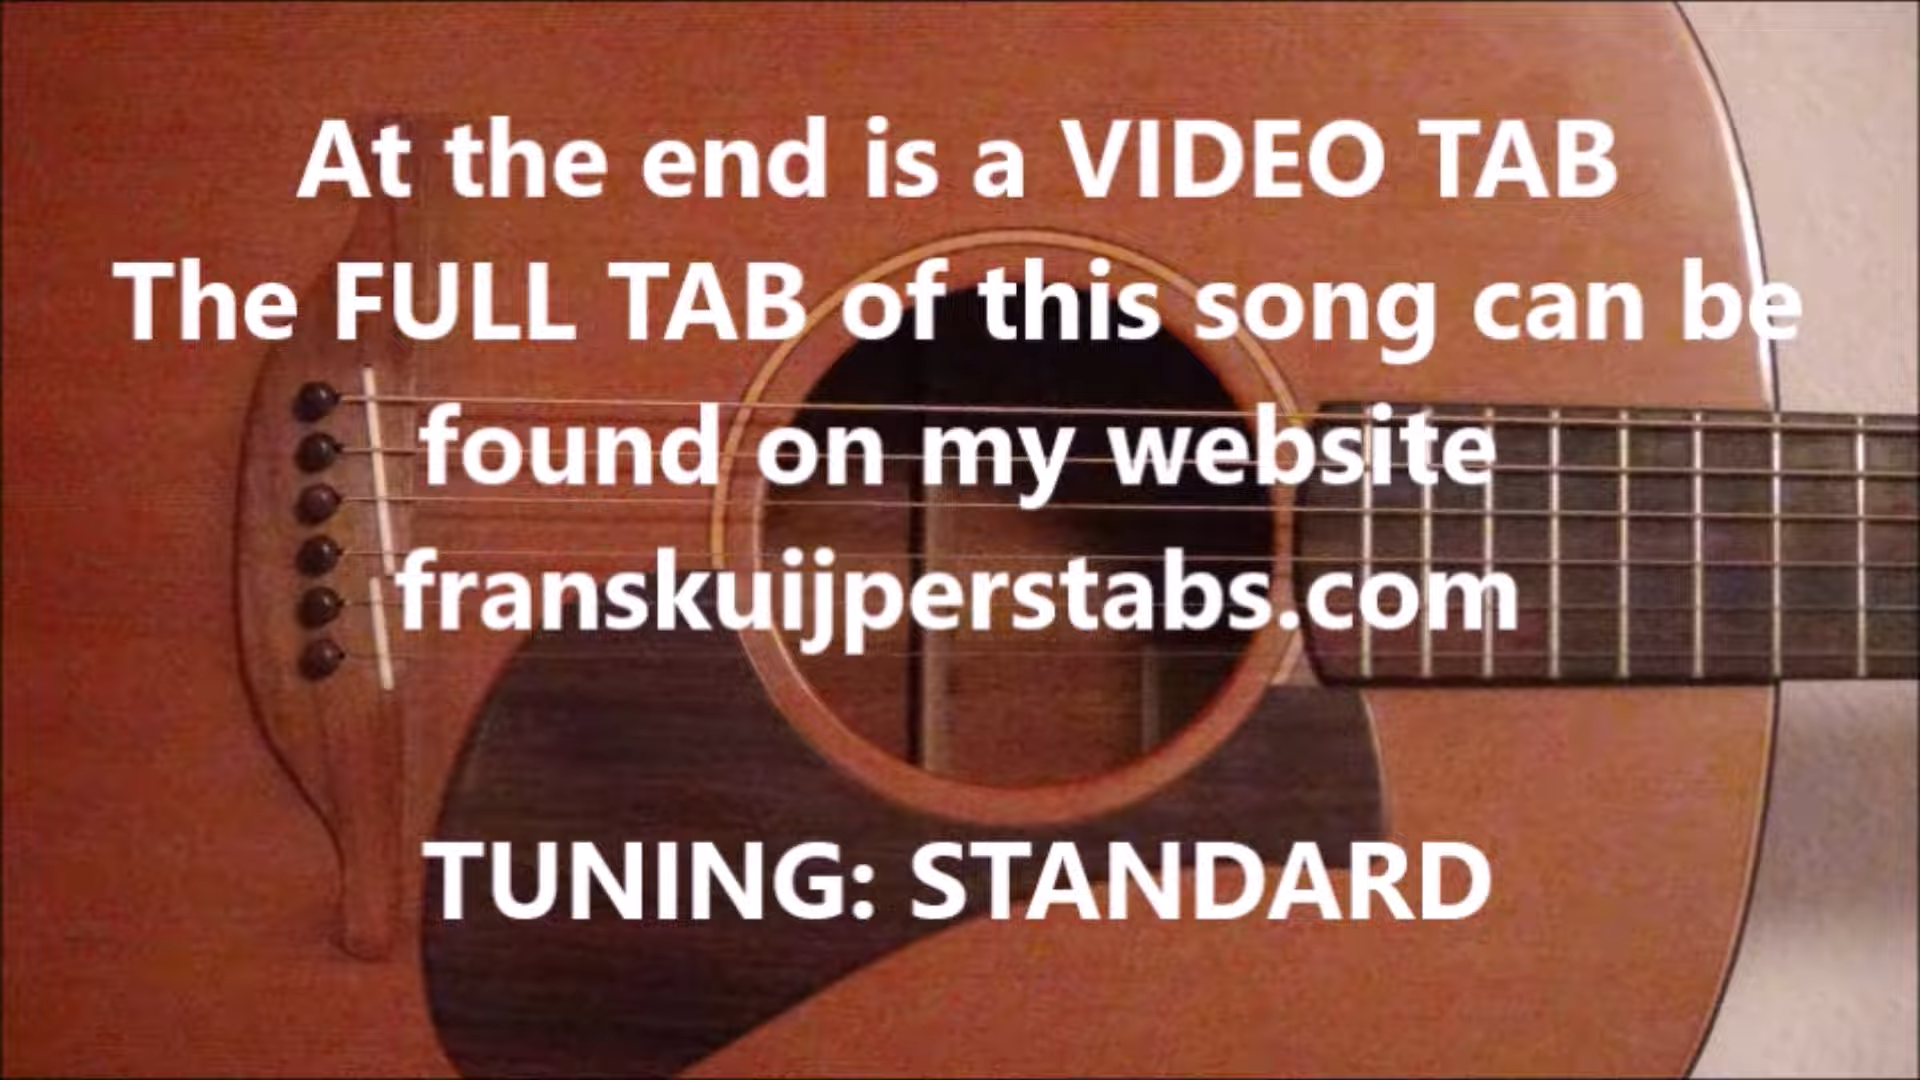 At the end is a VIDEO TAB
The FULL TAB of this song can be
found on my website
franskuijperstabs.com
TUNING: STANDARD